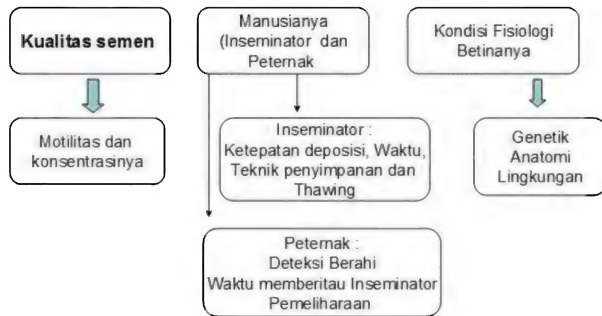 Kualitas semen
Manusianya
(Inseminator dan
Peternak
Kondisi Fisiologi
Betinanya
Motilitas dan
konsentrasinya
Inseminator :
Ketepatan deposisi, Waktu,
Teknik penyimpanan dan
Thawing
Genetik
Anatomi
Lingkungan
Peternak :
Deteksi Berahi
Waktu memberitau Inseminator
Pemeliharaan